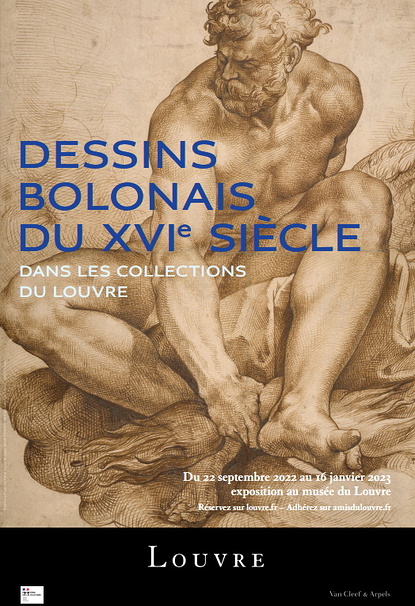 DESSINS
BOLONAIS
DU XVIe SIÈCLE
DANS LES COLLECTIONS
DU LOUVRE
Du 22 septembre 2022 au 16 janvier 2023
exposition au musée du Louvre
Réservez sur louvre.fr – Adhérez sur amisdulouvre.fr
LOUVRE
Van Cleef & Arpels